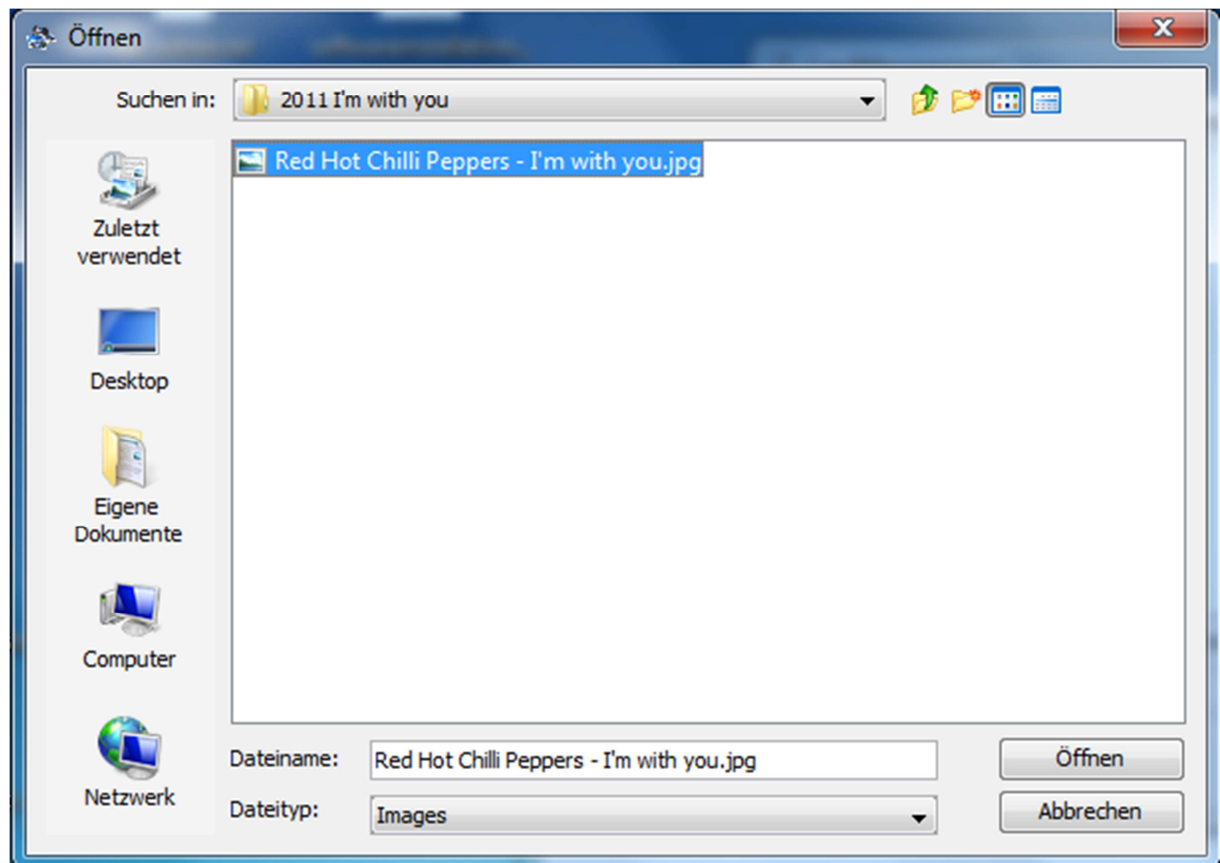 Öffnen
Suchen in: 2011 I'm with you
Red Hot Chilli Peppers - I'm with you.jpg
Zuletzt
verwendet
Desktop
Eigene
Dokumente
Computer
Netzwerk
Dateiname: Red Hot Chilli Peppers - I'm with you.jpg Öffnen
Dateityp: Images Abbrechen